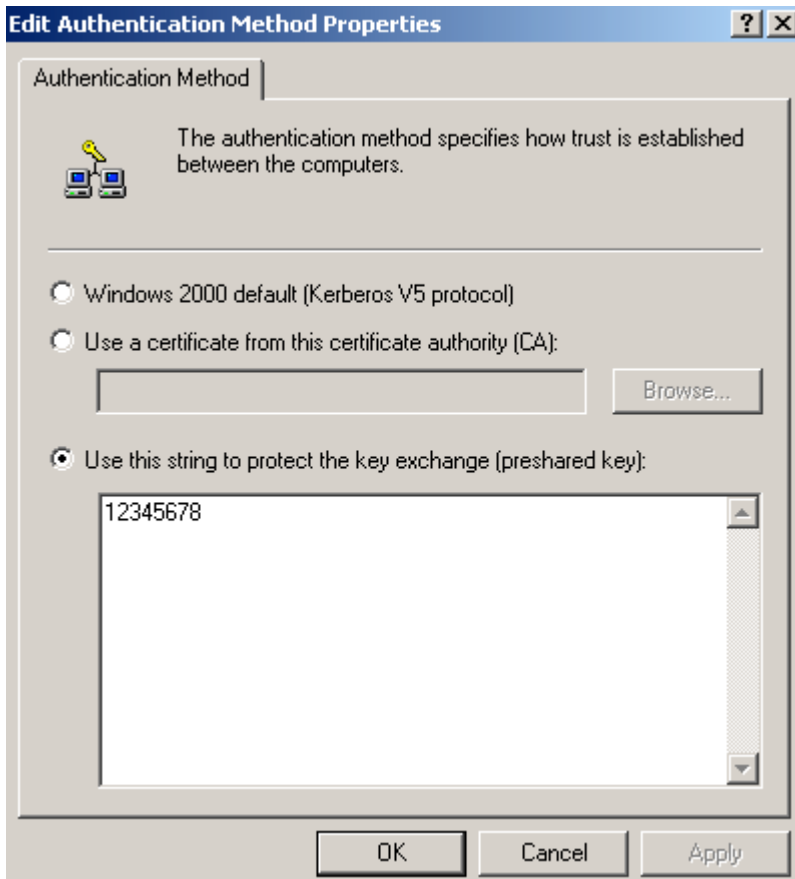 Edit Authentication Method Properties
Authentication Method
The authentication method specifies how trust is established
between the computers.
Windows 2000 default (Kerberos V5 protocol)
Use a certificate from this certificate authority (CA):
Browse...
Use this string to protect the key exchange (preshared key):
12345678
OK Cancel Apply